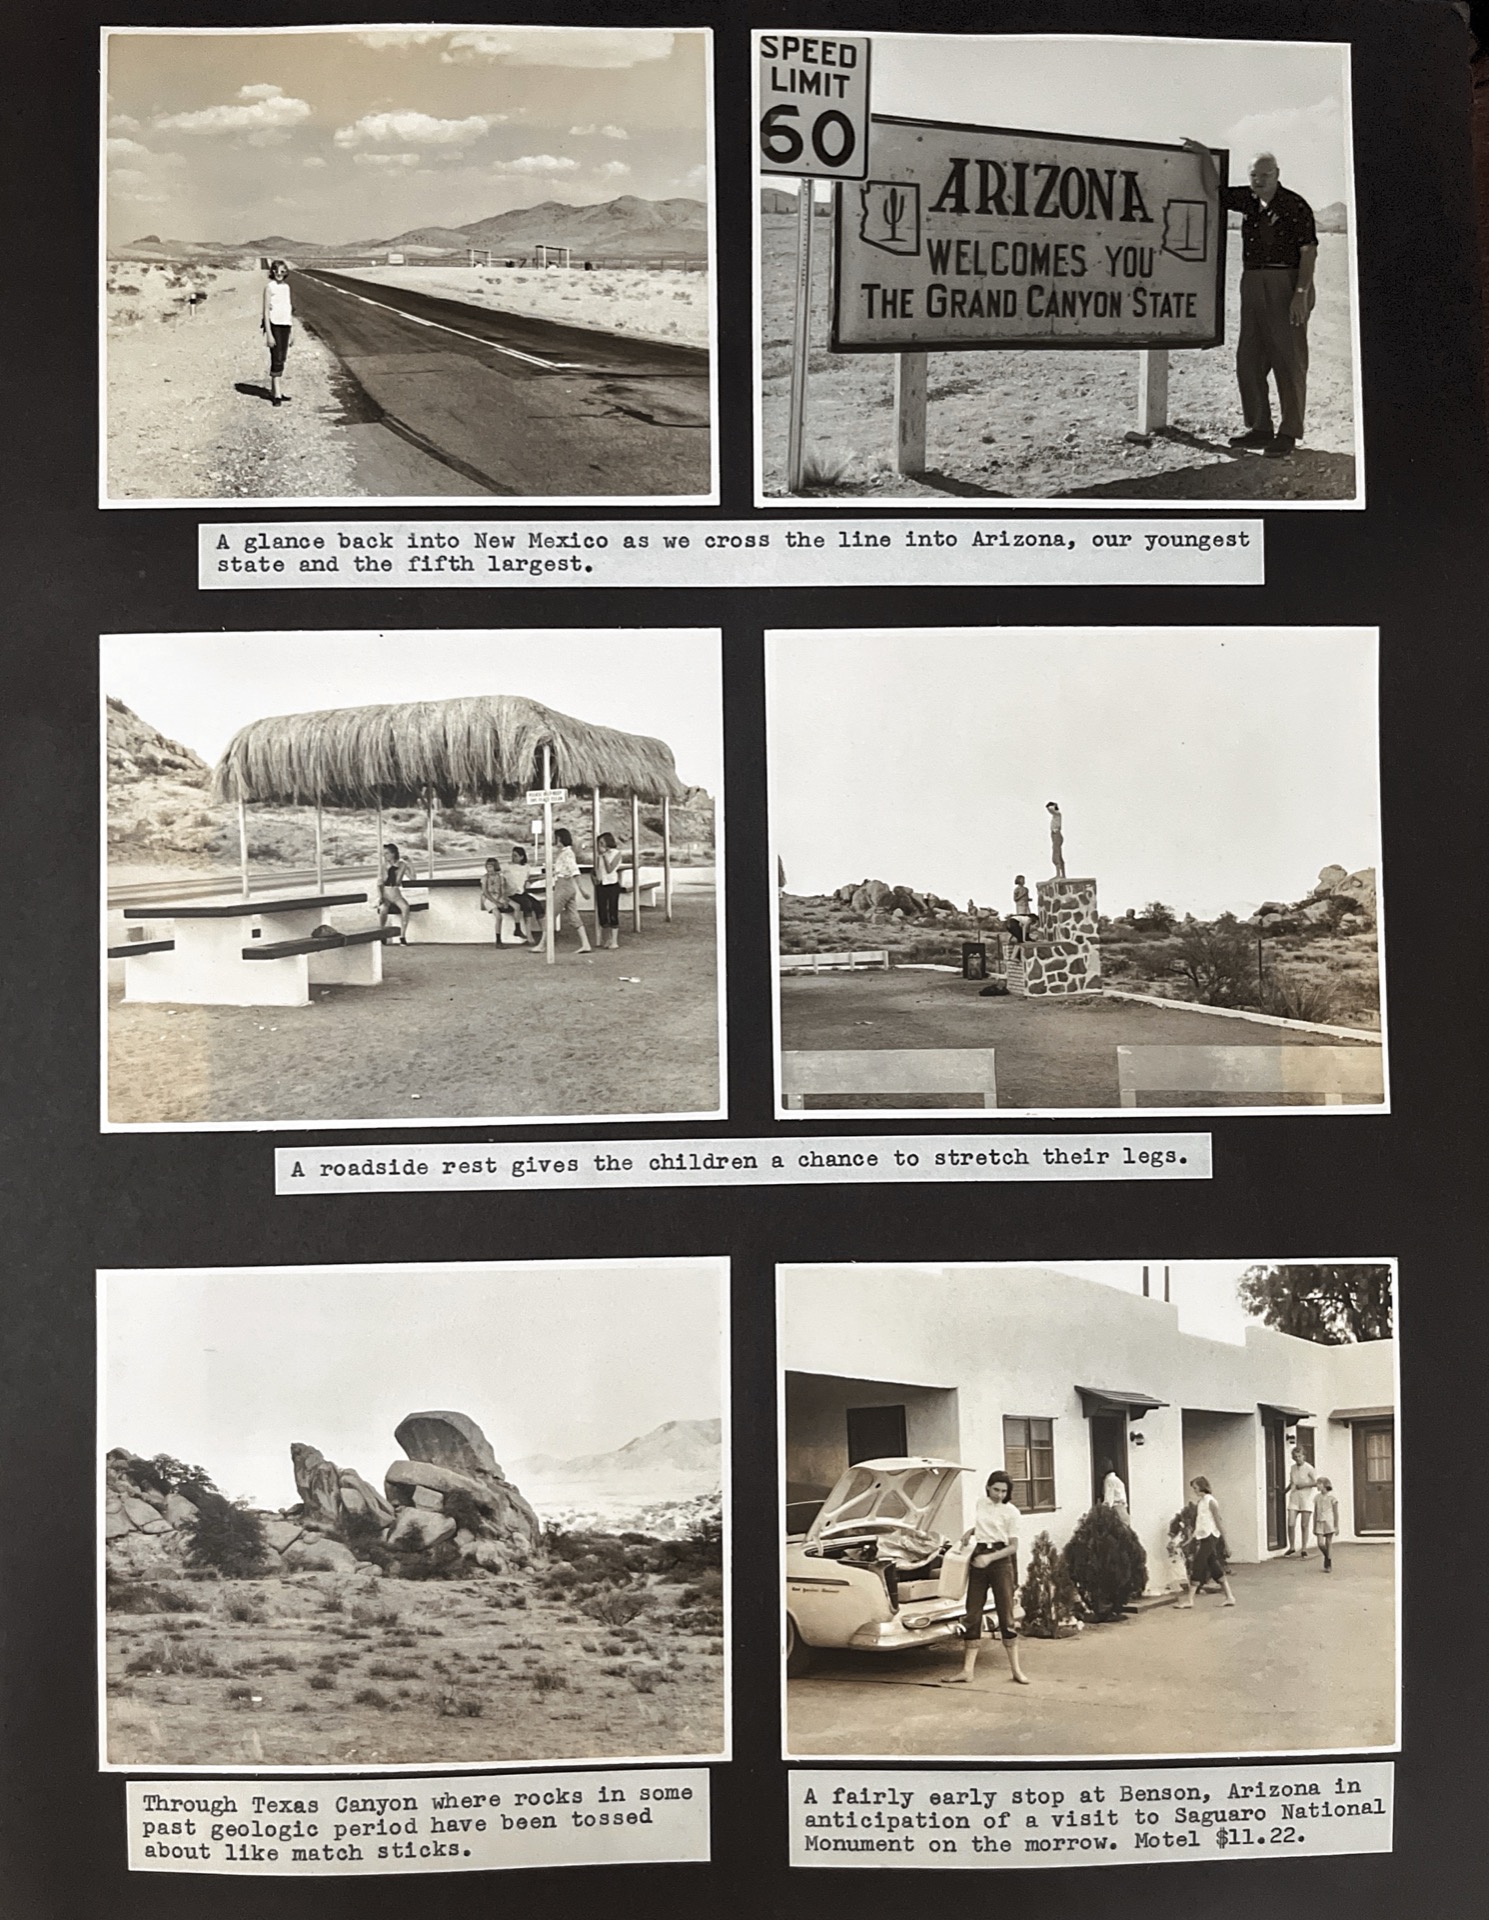 SPEED
LIMIT
60
ARIZONA
WELCOMES YOU
THE GRAND CANYON STATE
A glance back into New Mexico as we cross the line into Arizona, our youngest
state and the fifth largest.
A roadside rest gives the children a chance to stretch their legs.
Through Texas Canyon where rocks in some
past geologic period have been tossed
about like match sticks.
A fairly early stop at Benson, Arizona in
anticipation of a visit to Saguaro National
Monument on the morrow. Motel $11.22.